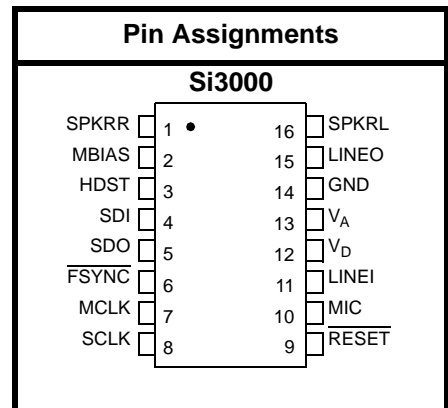 Pin Assignments
Si3000
SPKRR 1 16 SPKRL
MBIAS 2 15 LINEO
HDST 3 14 GND
SDI 4 13 VA
SDO 5 12 VD
FSYNC 6 11 LINEI
MCLK 7 10 MIC
SCLK 8 9 RESET